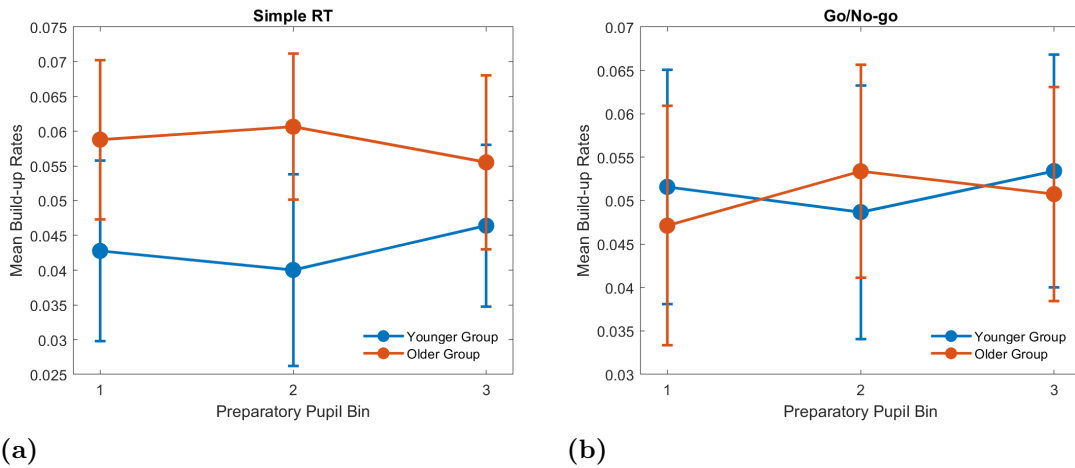 Simple RT
0.075
0.07
0.065
0.06
0.055
0.05
0.045
0.04
0.035
0.03
0.025
Mean Build-up Rates
1 2 3
Preparatory Pupil Bin
Younger Group
Older Group
(a)
Go/No-go
0.07
0.065
0.06
0.055
0.05
0.045
0.04
0.035
0.03
Mean Build-up Rates
1 2 3
Preparatory Pupil Bin
Younger Group
Older Group
(b)